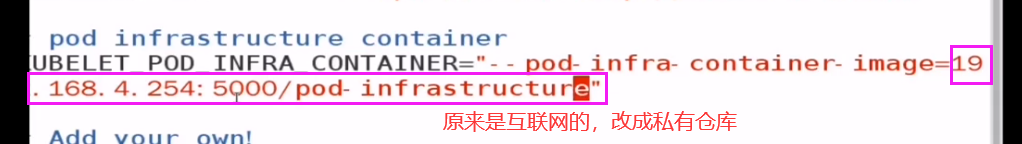 pod infrastructure container
UBELET_POD_INFRA_CONTAINER="--pod-infra-container-image=19
.168.4.254:5000/pod-infrastructure"
原来是互联网的，改成私有仓库
Add your own!